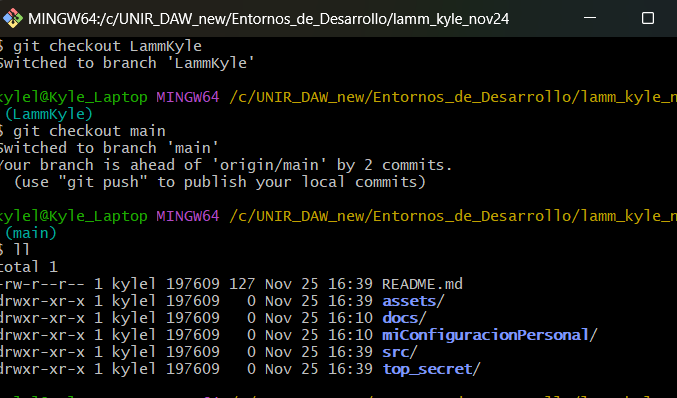 MINGW64:/c/UNIR_DAW_new/Entornos_de_Desarrollo/lamm_kyle_nov24
$ git checkout LammKyle
Switched to branch 'LammKyle'
kylel@Kyle_Laptop MINGW64 /c/UNIR_DAW_new/Entornos_de_Desarrollo/lamm_kyle_n
(LammKyle)
$ git checkout main
Switched to branch 'main'
Your branch is ahead of 'origin/main' by 2 commits.
(use "git push" to publish your local commits)
kylel@Kyle_Laptop MINGW64 /c/UNIR_DAW_new/Entornos_de_Desarrollo/lamm_kyle_n
(main)
$ ll
total 1
-rw-r--r-- 1 kylel 197609 127 Nov 25 16:39 README.md
drwxr-xr-x 1 kylel 197609   0 Nov 25 16:39 assets/
drwxr-xr-x 1 kylel 197609   0 Nov 25 16:10 docs/
drwxr-xr-x 1 kylel 197609   0 Nov 25 16:10 miConfiguracionPersonal/
drwxr-xr-x 1 kylel 197609   0 Nov 25 16:39 src/
drwxr-xr-x 1 kylel 197609   0 Nov 25 16:39 top_secret/